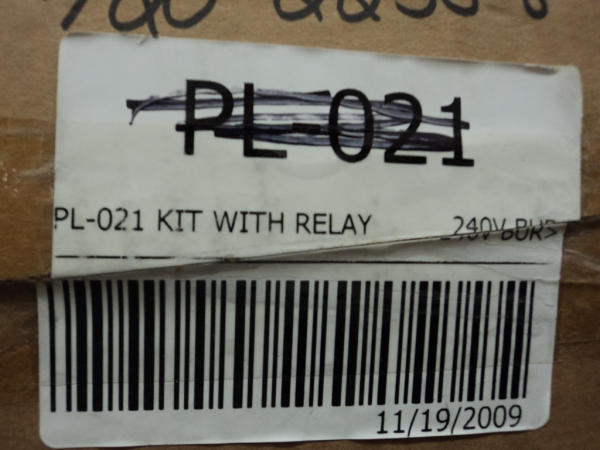 PL-021
PL-021 KIT WITH RELAY 240V
11/19/2009